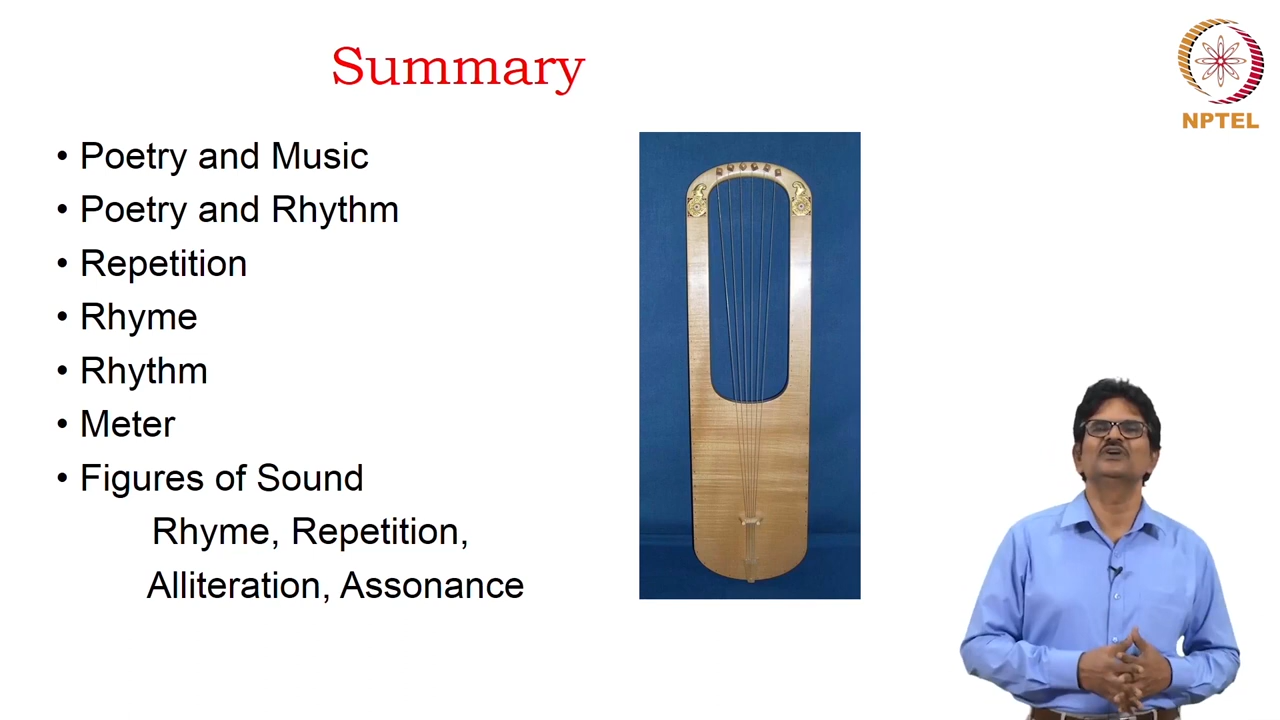 Summary
NPTEL
• Poetry and Music
• Poetry and Rhythm
• Repetition
• Rhyme
• Rhythm
• Meter
• Figures of Sound
Rhyme, Repetition,
Alliteration, Assonance